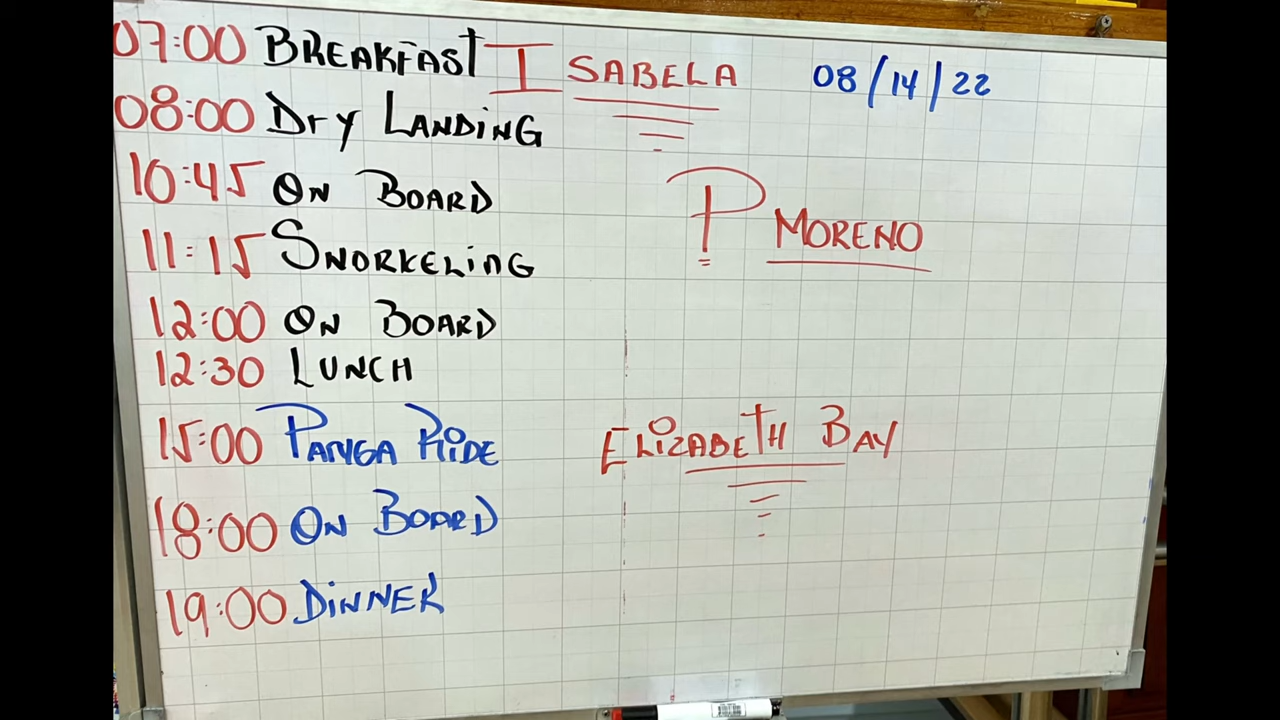 07:00 BREAKFAST ISABELA 08/14/22
08:00 Dry LANDING
10:45 ON BOARD
P MORENO
11:15 SNORKELING
12:00 ON BOARD
12:30 LUNCH
15:00 PANGA RIDE ELIZABETH BAY
18:00 ON BOARD
19:00 DINNER